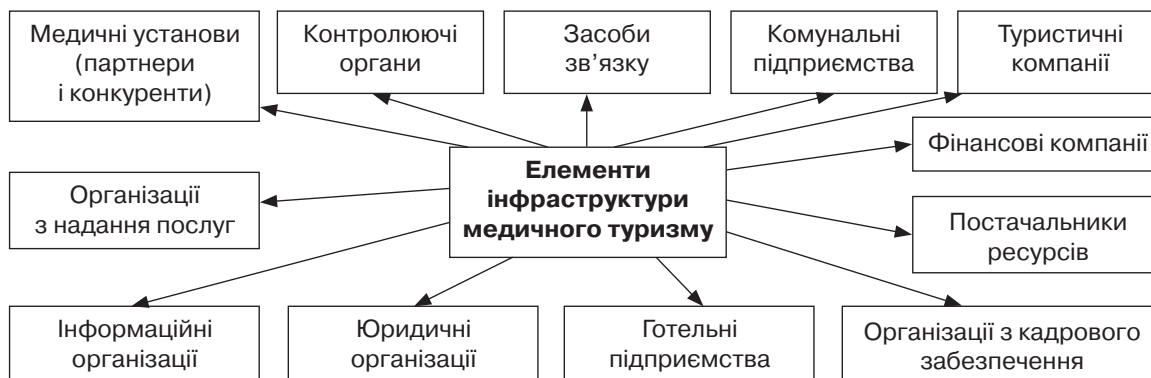 Медичні установи
(партнери
і конкуренти)
Контролюючі
органи
Засоби
зв’язку
Комунальні
підприємства
Туристичні
компанії
Фінансові компанії
Елементи
інфраструктури
медичного туризму
Організації
з надання послуг
Постачальники
ресурсів
Інформаційні
організації
Юридичні
організації
Готельні
підприємства
Організації з кадрового
забезпечення